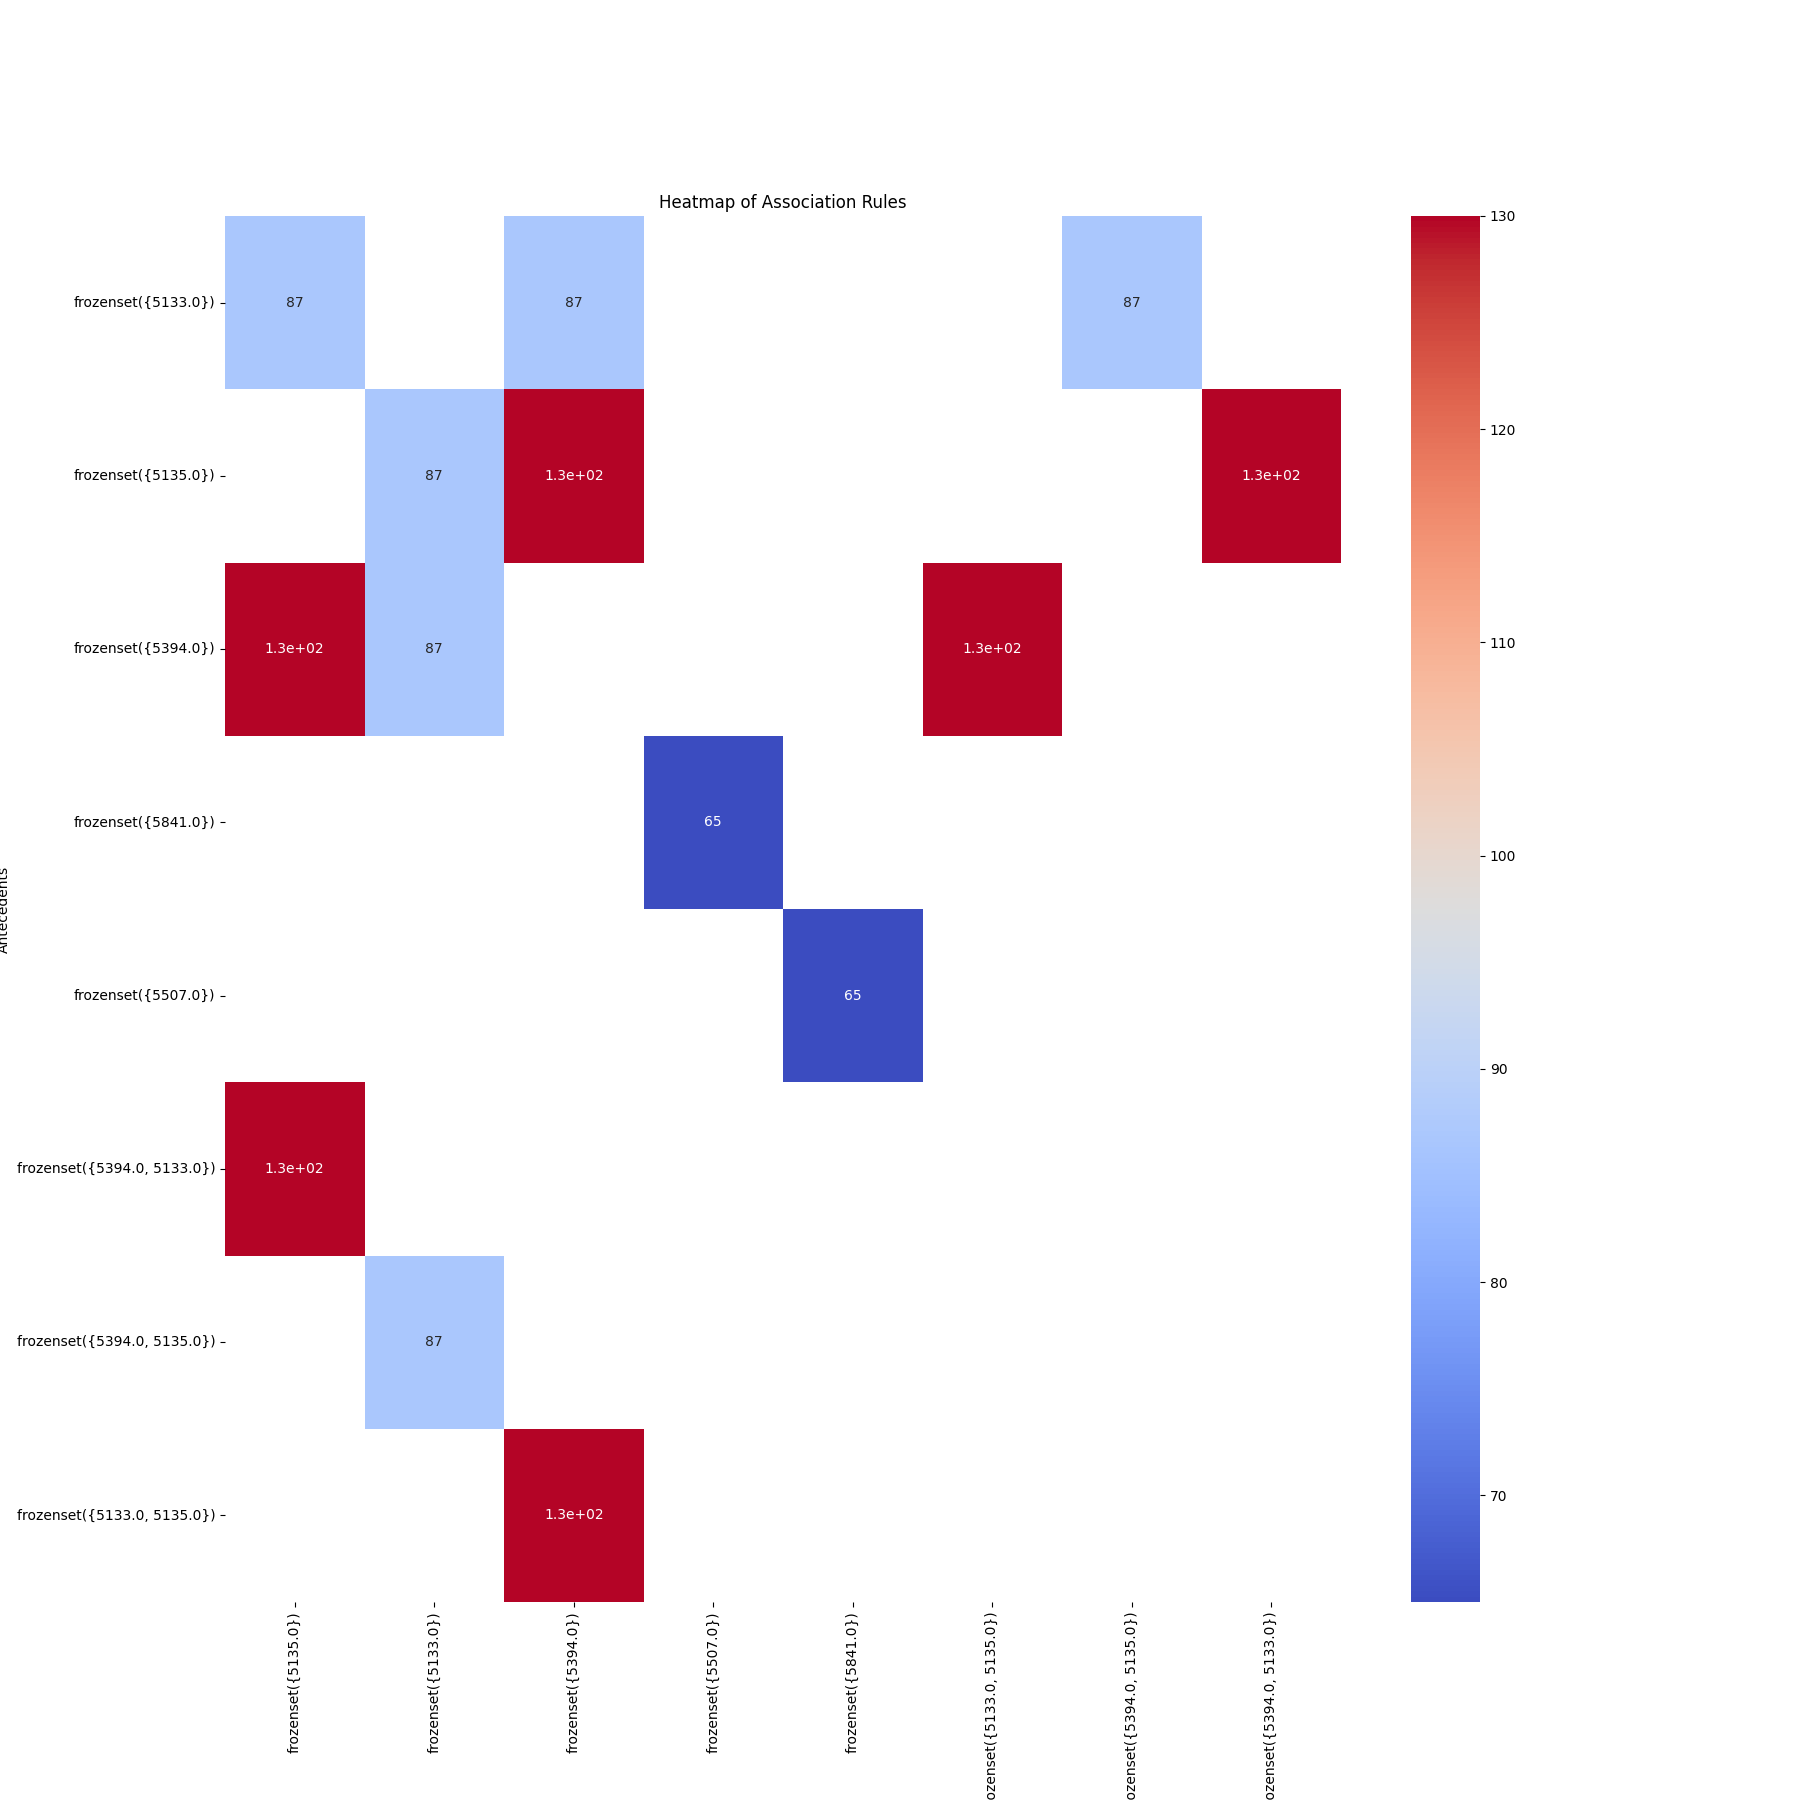 Heatmap of Association Rules
130
frozenset({5133.0})
87
87
87
120
frozenset({5135.0})
87
1.3e+02
1.3e+02
110
frozenset({5394.0})
1.3e+02
87
1.3e+02
frozenset({5841.0})
65
100
Antecedents
frozenset({5507.0})
65
90
frozenset({5394.0, 5133.0})
1.3e+02
80
frozenset({5394.0, 5135.0})
87
70
frozenset({5133.0, 5135.0})
1.3e+02
frozenset({5135.0})
frozenset({5133.0})
frozenset({5394.0})
frozenset({5507.0})
frozenset({5841.0})
ozenset({5133.0, 5135.0})
ozenset({5394.0, 5135.0})
ozenset({5394.0, 5133.0})